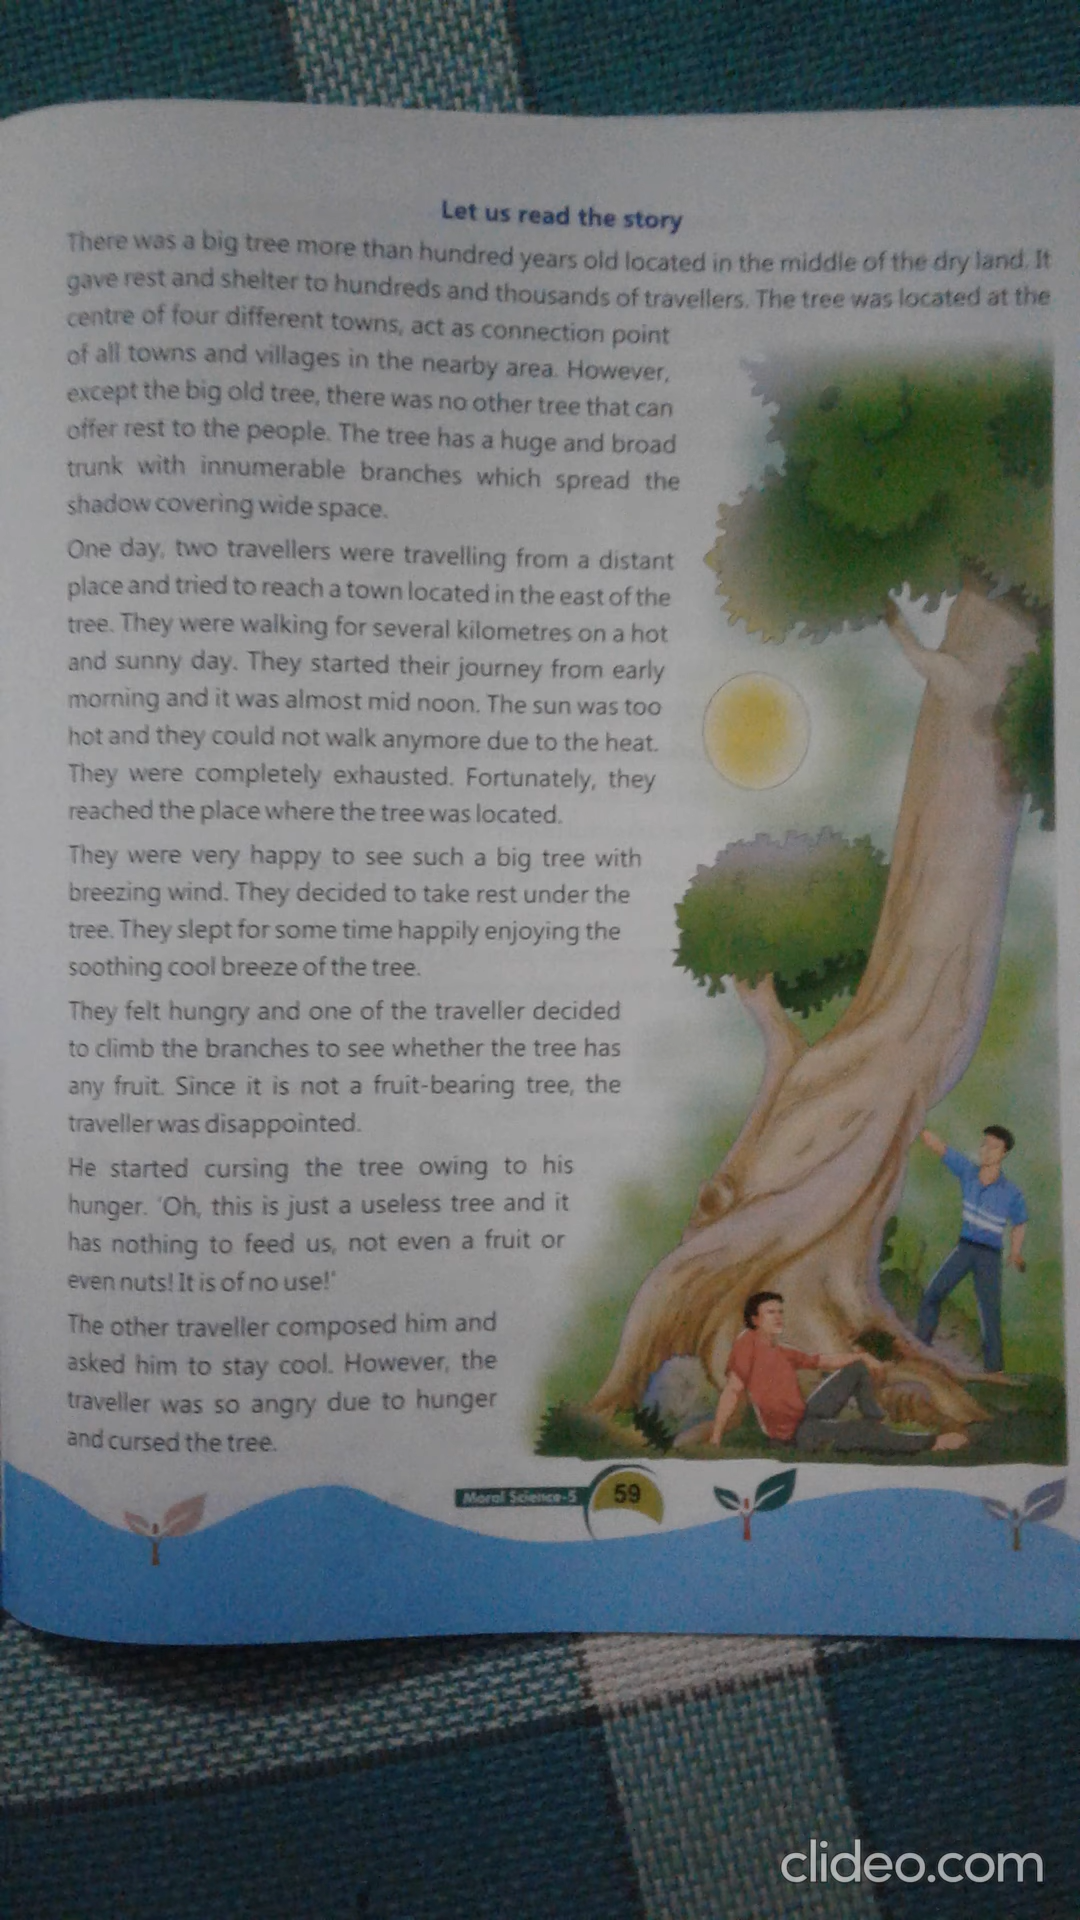 Let us read the story
There was a big tree more than hundred years old located in the middle of the dry land. It
gave rest and shelter to hundreds and thousands of travellers. The tree was located at the
centre of four different towns, act as connection point
of all towns and villages in the nearby area. However,
except the big old tree, there was no other tree that can
offer rest to the people. The tree has a huge and broad
trunk with innumerable branches which spread the
shadow covering wide space.
One day, two travellers were travelling from a distant
place and tried to reach a town located in the east of the
tree. They were walking for several kilometres on a hot
and sunny day. They started their journey from early
morning and it was almost mid noon. The sun was too
hot and they could not walk anymore due to the heat.
They were completely exhausted. Fortunately, they
reached the place where the tree was located.
They were very happy to see such a big tree with
breezing wind. They decided to take rest under the
tree. They slept for some time happily enjoying the
soothing cool breeze of the tree.
They felt hungry and one of the traveller decided
to climb the branches to see whether the tree has
any fruit. Since it is not a fruit-bearing tree, the
traveller was disappointed.
He started cursing the tree owing to his
hunger. 'Oh, this is just a useless tree and it
has nothing to feed us, not even a fruit or
even nuts! It is of no use!'
The other traveller composed him and
asked him to stay cool. However, the
traveller was so angry due to hunger
and cursed the tree.
Moral Science-5
59
clideo.com